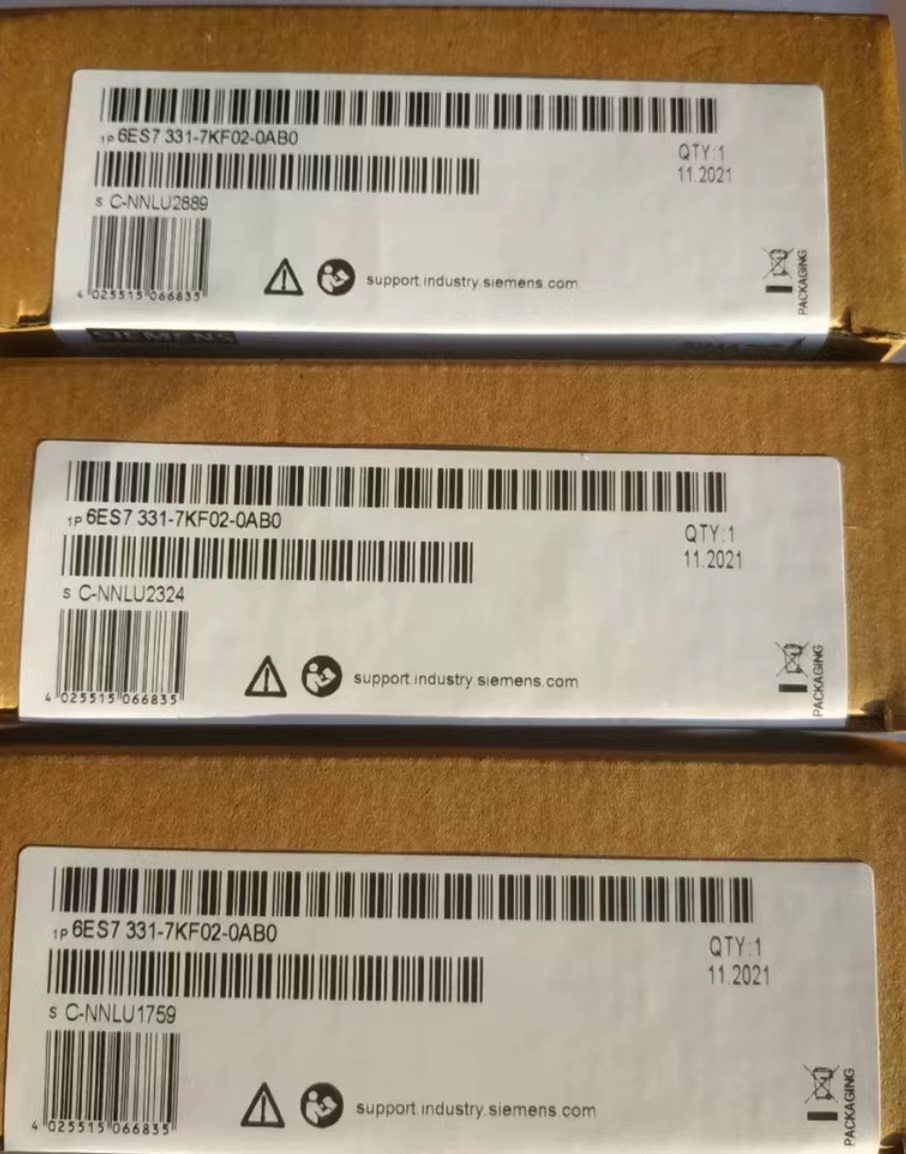 1P 6ES7 331-7KF02-0AB0
QTY:1
11.2021
S C-NNLU2889
4 025515 066835
support.industry.siemens.com
PACKAGING
SIEMENS
SIMATIC
1P 6ES7 331-7KF02-0AB0
QTY:1
11.2021
S C-NNLU2324
4 025515 066835
support.industry.siemens.com
PACKAGING
1P 6ES7 331-7KF02-0AB0
QTY:1
11.2021
S C-NNLU1759
4 025515 066835
support.industry.siemens.com
PACKAGING